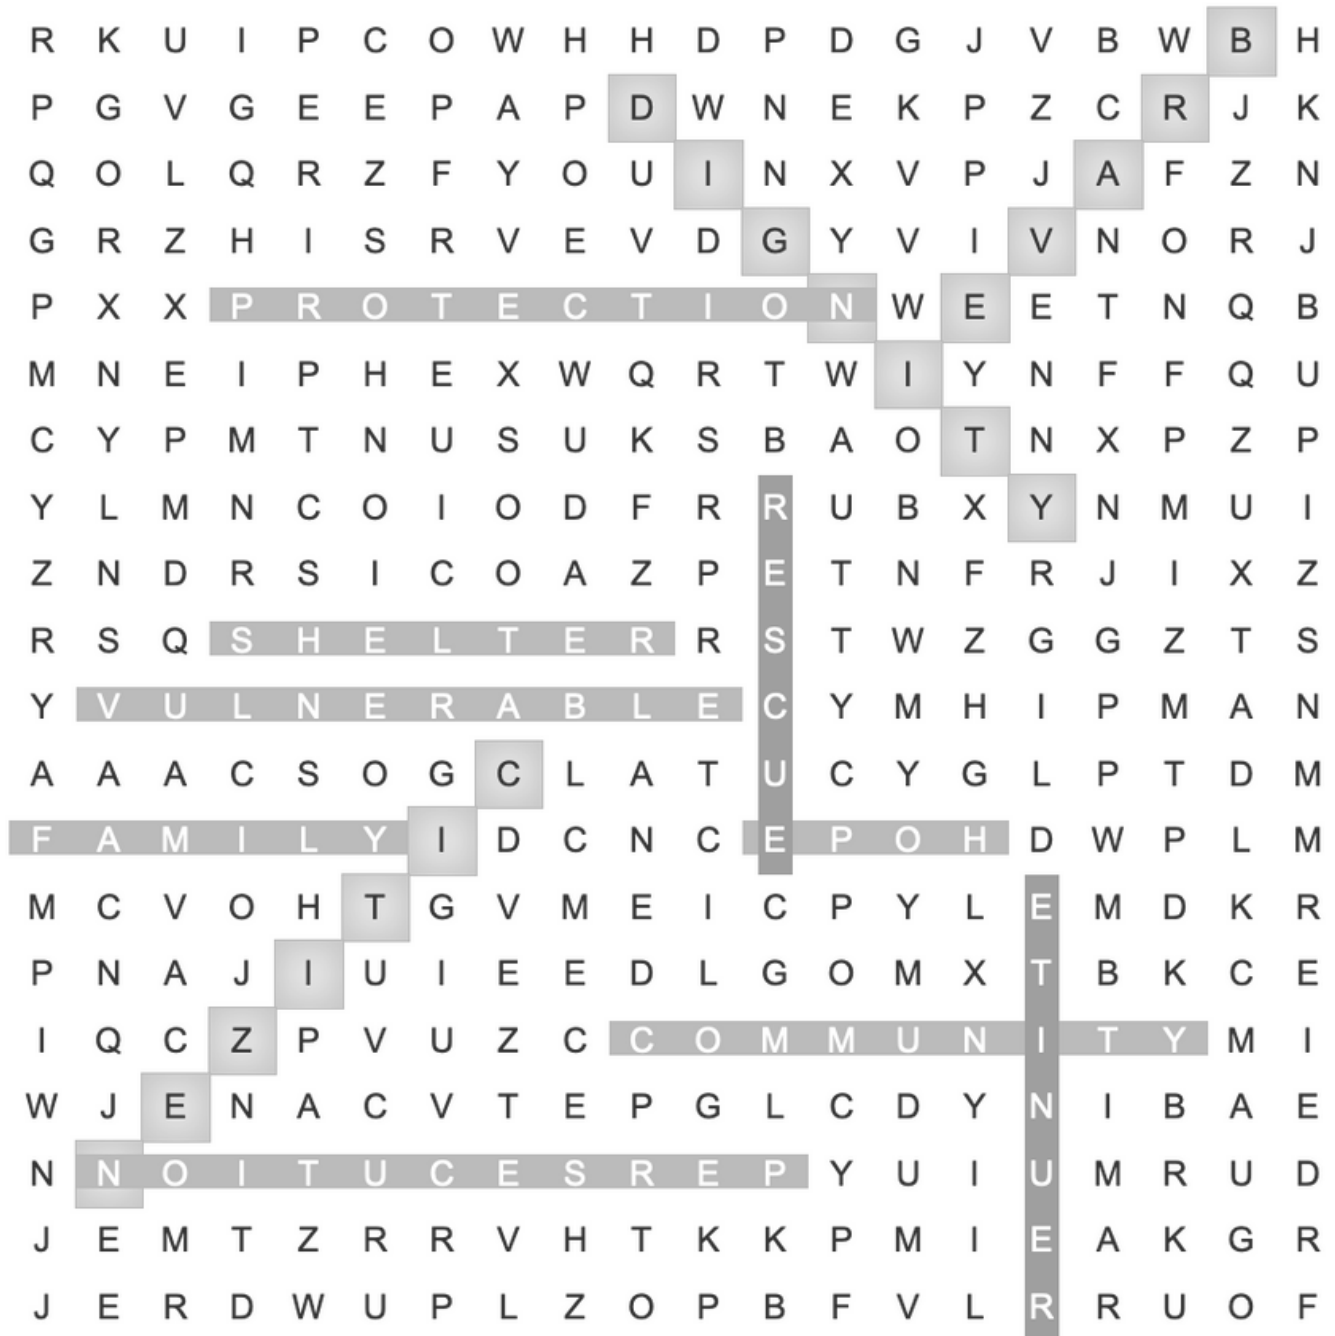 R K U I P C O W H H D P D G J V B W B H
P G V G E E P A P D W N E K P Z C R J K
Q O L Q R Z F Y O U I N X V P J A F Z N
G R Z H I S R V E V D G Y V I V N O R J
P X X P R O T E C T I O N W E E T N Q B
M N E I P H E X W Q R T W I Y N F F Q U
C Y P M T N U S U K S B A O T N X P Z P
Y L M N C O I O D F R R U B X Y N M U I
Z N D R S I C O A Z P E T N F R J I X Z
R S Q S H E L T E R R S T W Z G G Z T S
Y V U L N E R A B L E C Y M H I P M A N
A A A C S O G C L A T U C Y G L P T D M
F A M I L Y I D C N C E P O H D W P L M
M C V O H T G V M E I C P Y L E M D K R
P N A J I U I E E D L G O M X T B K C E
I Q C Z P V U Z C C O M M U N I T Y M I
W J E N A C V T E P G L C D Y N I B A E
N N O I T U C E S R E P Y U I U M R U D
J E M T Z R R V H T K K P M I E A K G R
J E R D W U P L Z O P B F V L R R U O F